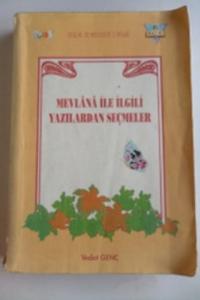 MEVLÂNÂ İLE İLGİLİ
YAZILARDAN SEÇMELER
Vedat GENÇ